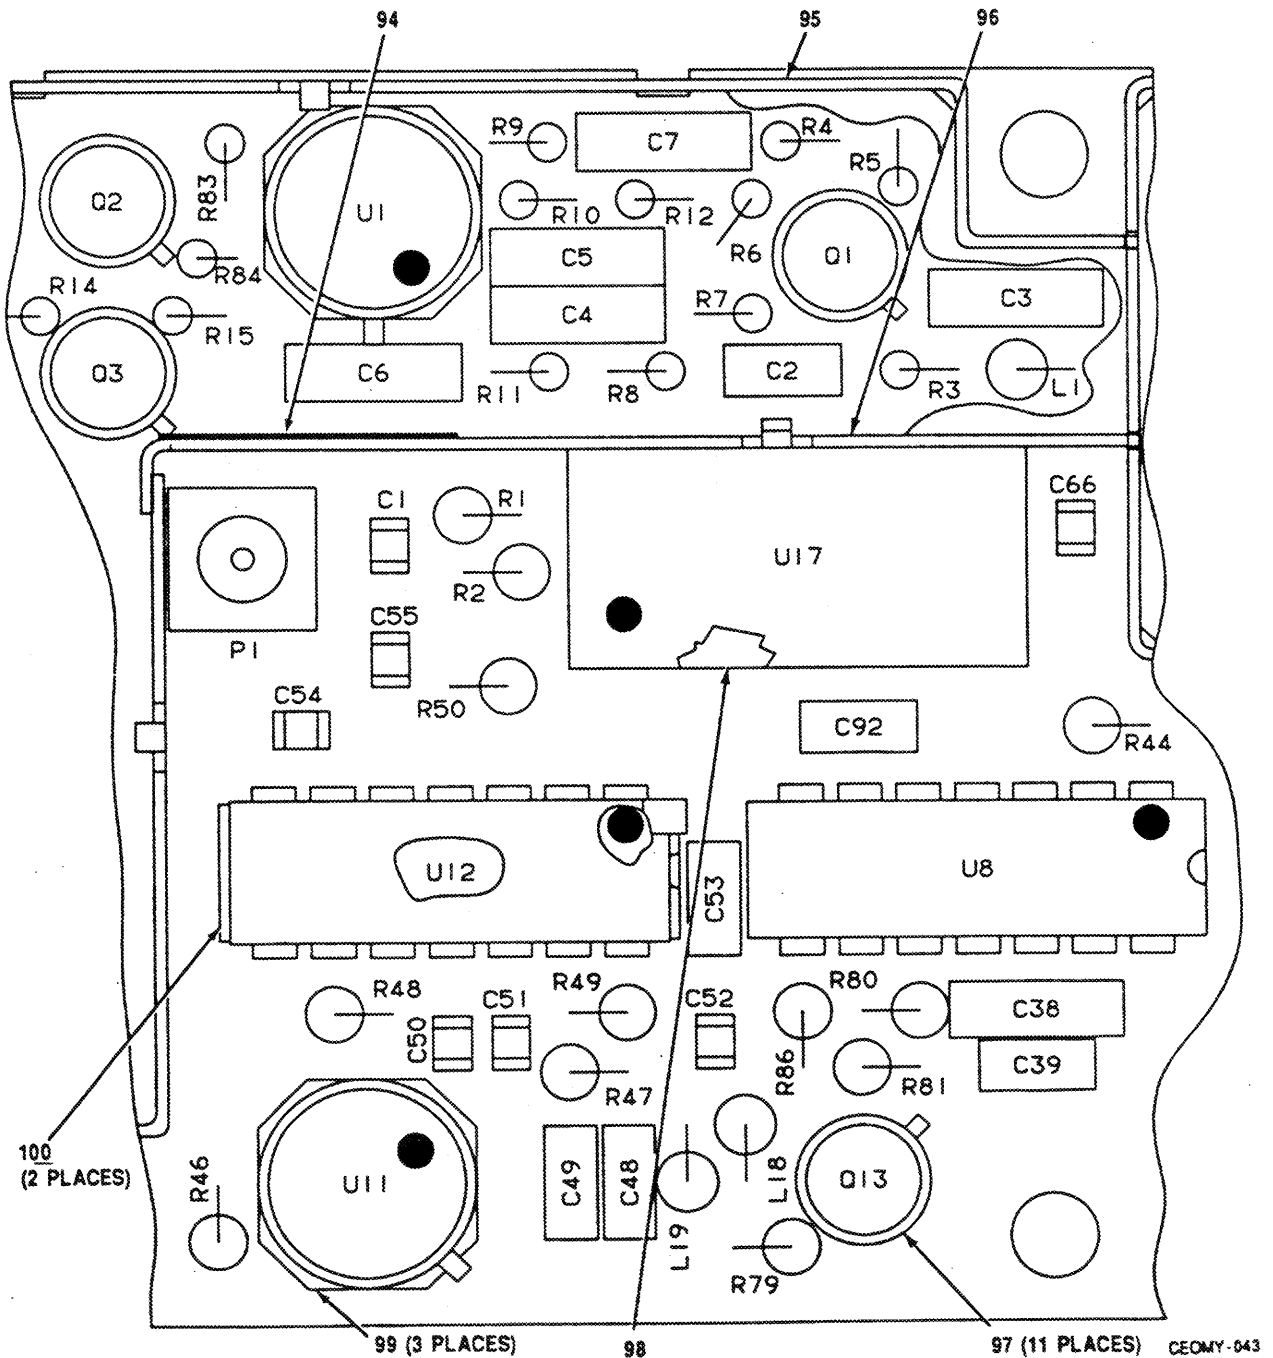 94
95
96
R9
C7
R4
R5
Q2
R83
U1
R10
R12
R6
Q1
R84
C5
R14
C4
R7
C3
R15
Q3
C6
R11
R8
C2
R3
L1
C1
R1
C66
U17
R2
C55
P1
C54
R50
C92
R44
U12
C53
U8
R48
R49
R80
C50
C51
C52
C38
R86
C39
R47
R81
100
(2 PLACES)
R46
U11
C49
C48
L18
Q13
L19
R79
99 (3 PLACES)
98
97 (11 PLACES)
CEOMY-043